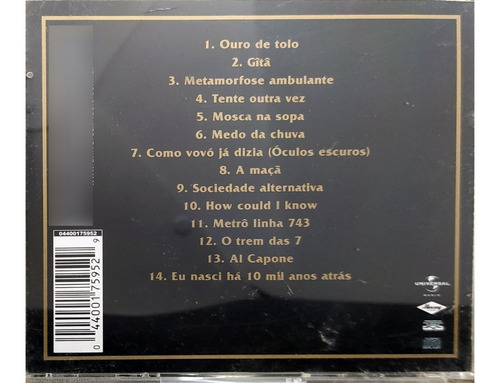 1. Ouro de tolo
2. Gîtâ
3. Metamorfose ambulante
4. Tente outra vez
5. Mosca na sopa
6. Medo da chuva
7. Como vovó já dizia (Óculos escuros)
8. A maçã
9. Sociedade alternativa
10. How could I know
11. Metrô linha 743
12. O trem das 7
13. Al Capone
14. Eu nasci há 10 mil anos atrás
04400175952
0 44001 75952 9
UNIVERSAL
MUSIC